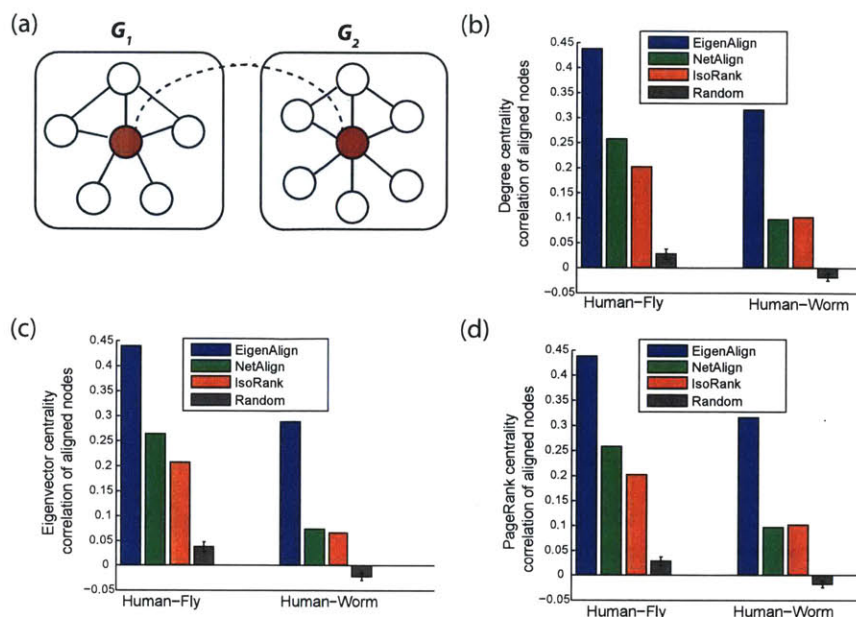 (a)
G1
G2
(b)
0.45
0.4
0.35
0.3
0.25
0.2
0.15
0.1
0.05
0
−0.05
Degree centrality
correlation of aligned nodes
EigenAlign
NetAlign
IsoRank
Random
Human−Fly
Human−Worm
(c)
0.45
0.4
0.35
0.3
0.25
0.2
0.15
0.1
0.05
0
−0.05
Eigenvector centrality
correlation of aligned nodes
EigenAlign
NetAlign
IsoRank
Random
Human−Fly
Human−Worm
(d)
0.45
0.4
0.35
0.3
0.25
0.2
0.15
0.1
0.05
0
−0.05
PageRank centrality
correlation of aligned nodes
EigenAlign
NetAlign
IsoRank
Random
Human−Fly
Human−Worm